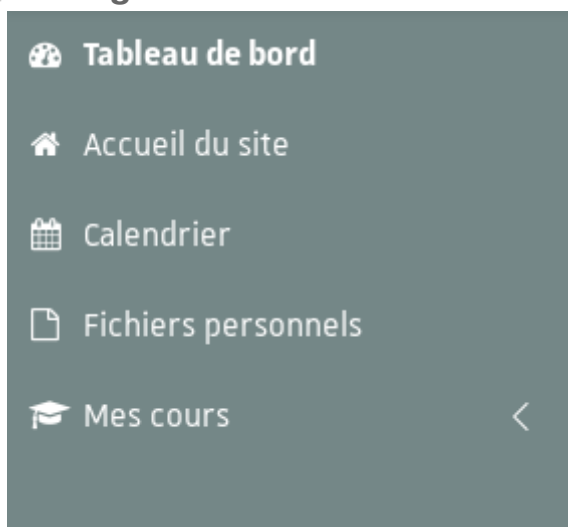 Tableau de bord
Accueil du site
Calendrier
Fichiers personnels
Mes cours